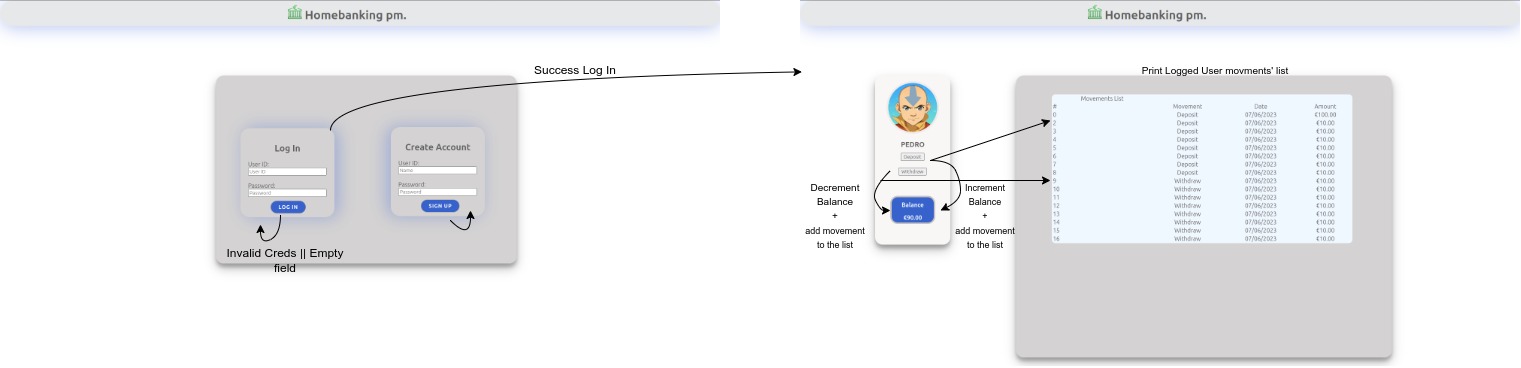 Homebanking pm.
Success Log In
Log In
User ID:
User ID
Password:
Password
LOG IN
Invalid Creds || Empty
field
Create Account
User ID:
Name
Password:
Password
SIGN UP
Homebanking pm.
PEDRO
Deposit
Withdraw
Balance
€90.00
Decrement
Balance
+
add movement
to the list
Increment
Balance
+
add movement
to the list
Print Logged User movments' list
Movements List
# Movement Date Amount
0 Deposit 07/06/2023 €100.00
2 Deposit 07/06/2023 €10.00
3 Deposit 07/06/2023 €10.00
4 Deposit 07/06/2023 €10.00
5 Deposit 07/06/2023 €10.00
6 Deposit 07/06/2023 €10.00
7 Deposit 07/06/2023 €10.00
8 Deposit 07/06/2023 €10.00
9 Withdraw 07/06/2023 €10.00
10 Withdraw 07/06/2023 €10.00
11 Withdraw 07/06/2023 €10.00
12 Withdraw 07/06/2023 €10.00
13 Withdraw 07/06/2023 €10.00
14 Withdraw 07/06/2023 €10.00
15 Withdraw 07/06/2023 €10.00
16 Withdraw 07/06/2023 €10.00